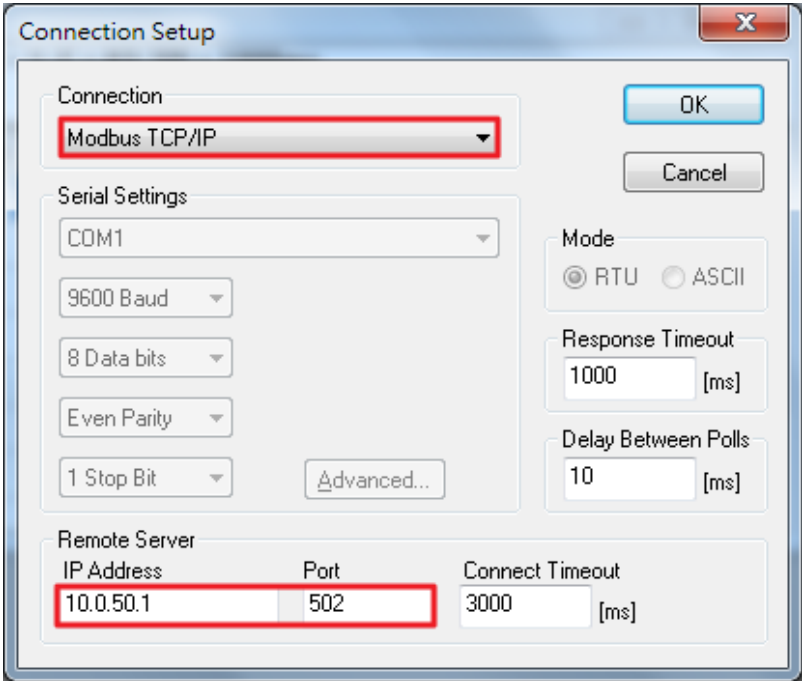 Connection Setup
Connection
Modbus TCP/IP
OK
Cancel
Serial Settings
COM1
9600 Baud
8 Data bits
Even Parity
1 Stop Bit
Advanced...
Mode
RTU ASCII
Response Timeout
1000 [ms]
Delay Between Polls
10 [ms]
Remote Server
IP Address Port Connect Timeout
10.0.50.1 502 3000 [ms]